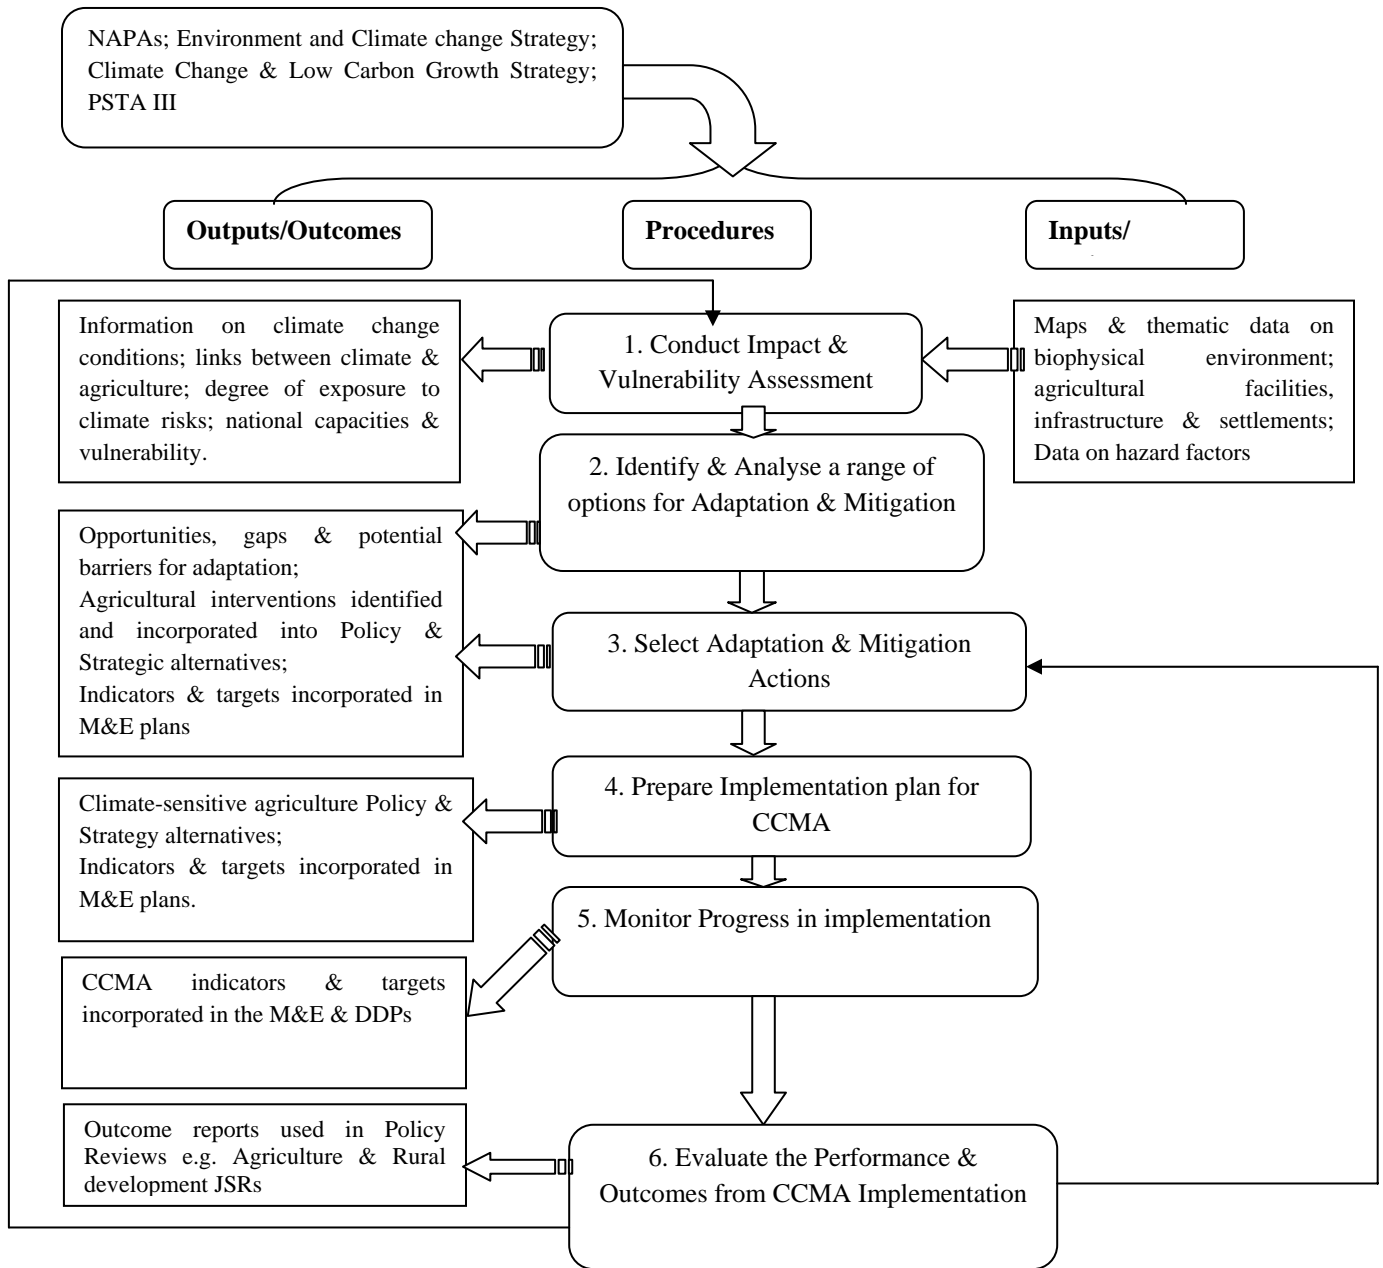 NAPAs; Environment and Climate change Strategy;
Climate Change & Low Carbon Growth Strategy;
PSTA III
Outputs/Outcomes
Procedures
Inputs/
Information on climate change
conditions; links between climate &
agriculture; degree of exposure to
climate risks; national capacities &
vulnerability.
1. Conduct Impact &
Vulnerability Assessment
Maps & thematic data on
biophysical environment;
agricultural facilities,
infrastructure & settlements;
Data on hazard factors
2. Identify & Analyse a range of
options for Adaptation & Mitigation
Opportunities, gaps & potential
barriers for adaptation;
Agricultural interventions identified
and incorporated into Policy &
Strategic alternatives;
Indicators & targets incorporated in
M&E plans
3. Select Adaptation & Mitigation
Actions
4. Prepare Implementation plan for
CCMA
Climate-sensitive agriculture Policy &
Strategy alternatives;
Indicators & targets incorporated in
M&E plans.
5. Monitor Progress in implementation
CCMA indicators & targets
incorporated in the M&E & DDPs
Outcome reports used in Policy
Reviews e.g. Agriculture & Rural
development JSRs
6. Evaluate the Performance &
Outcomes from CCMA Implementation